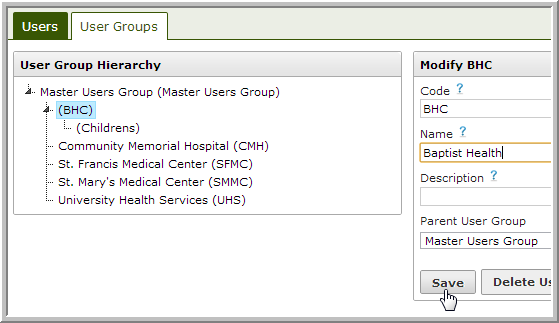 Users User Groups
User Group Hierarchy
Master Users Group (Master Users Group)
(BHC)
(Childrens)
Community Memorial Hospital (CMH)
St. Francis Medical Center (SFMC)
St. Mary's Medical Center (SMMC)
University Health Services (UHS)
Modify BHC
Code ?
BHC
Name ?
Baptist Health
Description ?
Parent User Group
Master Users Group
Save Delete Us